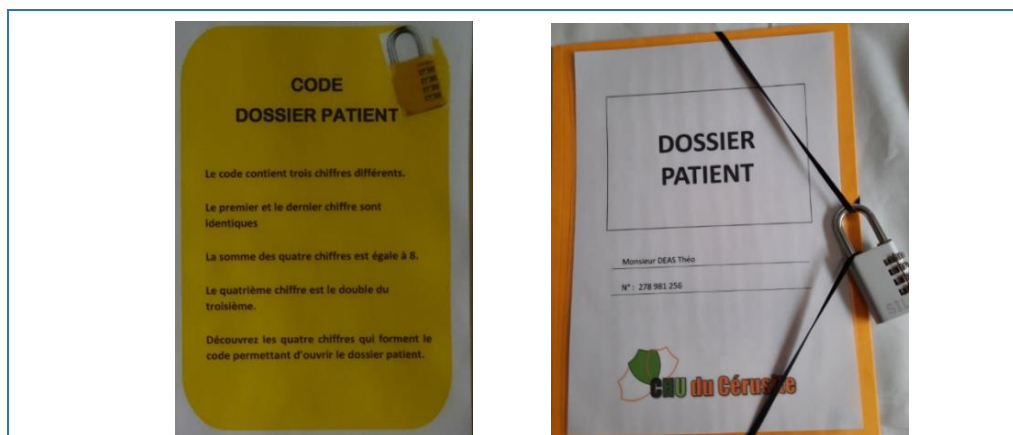 CODE
DOSSIER PATIENT
Le code contient trois chiffres différents.
Le premier et le dernier chiffre sont
identiques
La somme des quatre chiffres est égale à 8.
Le quatrième chiffre est le double du
troisième.
Découvrez les quatre chiffres qui forment le
code permettant d'ouvrir le dossier patient.
DOSSIER
PATIENT
Monsieur DEAS Théo
N° : 278 981 256
CHU du